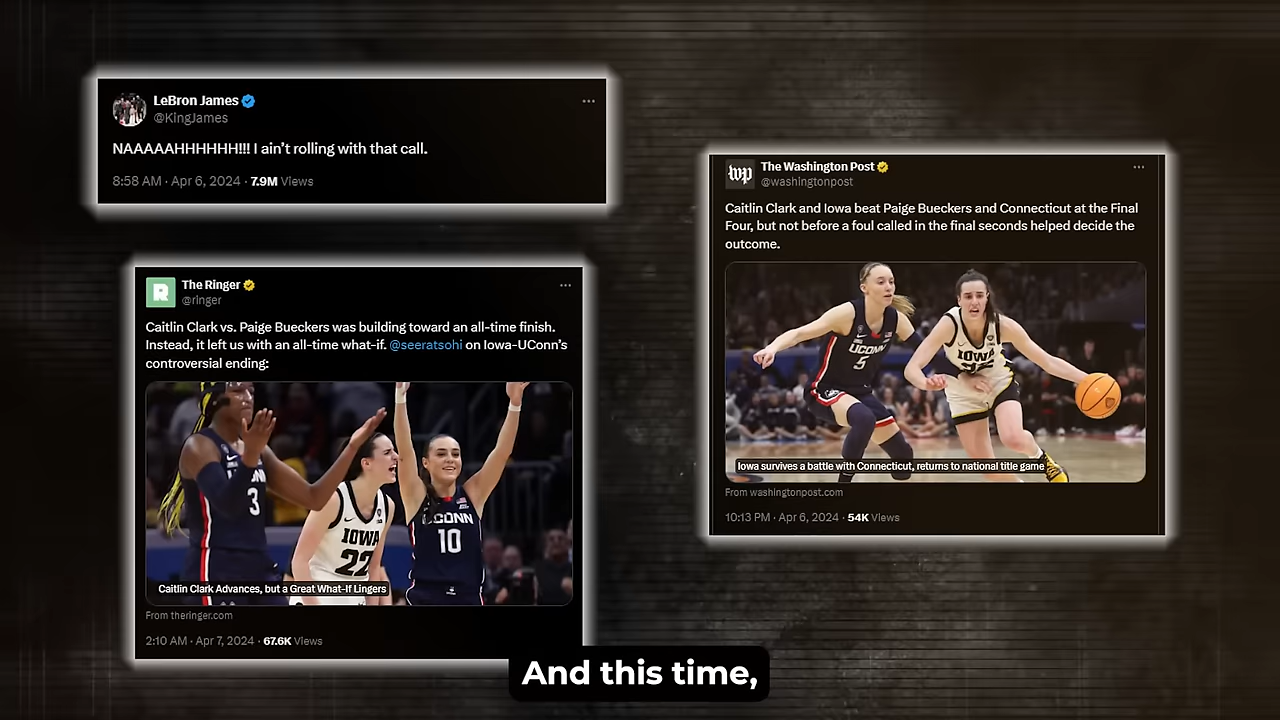 LeBron James
@KingJames
NAAAAAHHHHHH!!! I ain't rolling with that call.
8:58 AM · Apr 6, 2024 · 7.9M Views
The Ringer
@ringer
Caitlin Clark vs. Paige Bueckers was building toward an all-time finish.
Instead, it left us with an all-time what-if. @seeratsohi on Iowa-UConn's
controversial ending:
3
IOWA
22
UCONN
10
Caitlin Clark Advances, but a Great What-If Lingers
From theringer.com
2:10 AM · Apr 7, 2024 · 67.6K Views
wp
The Washington Post
@washingtonpost
Caitlin Clark and Iowa beat Paige Bueckers and Connecticut at the Final
Four, but not before a foul called in the final seconds helped decide the
outcome.
UCONN
5
IOWA
Iowa survives a battle with Connecticut, returns to national title game
From washingtonpost.com
10:13 PM · Apr 6, 2024 · 54K Views
And this time,